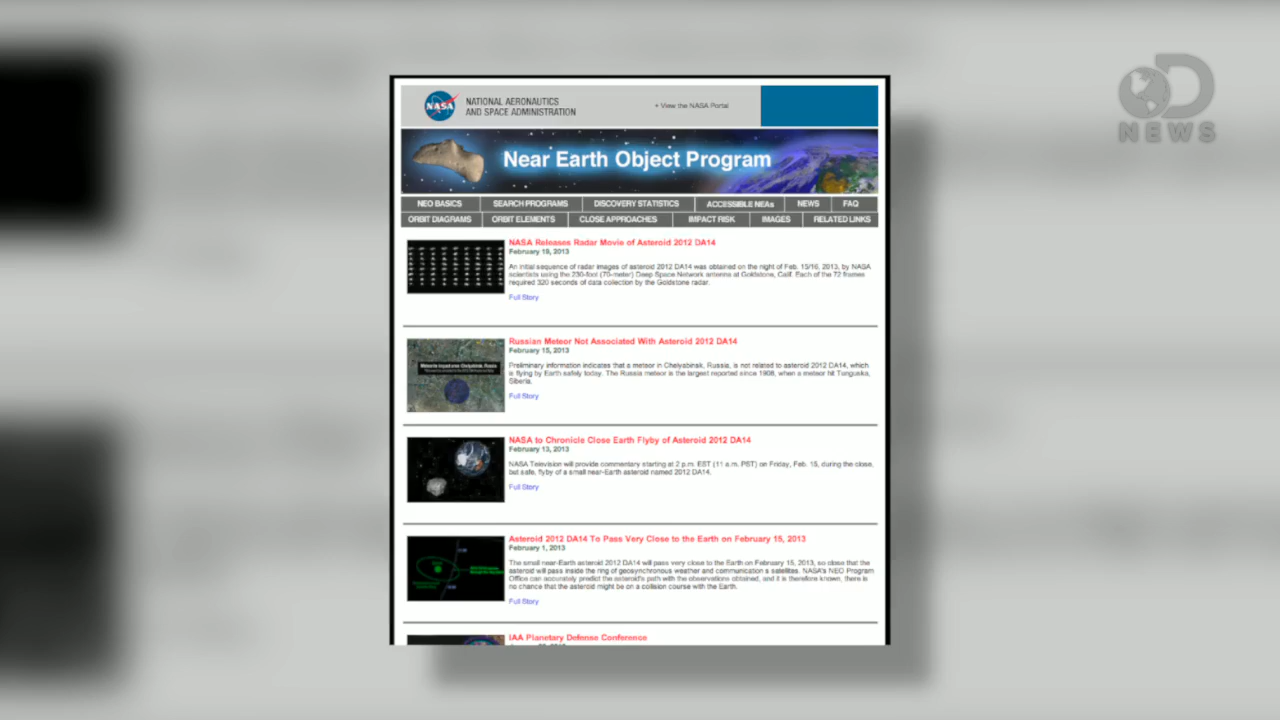 NEWS
NASA
NATIONAL AERONAUTICS
AND SPACE ADMINISTRATION
+ View the NASA Portal
Near Earth Object Program
NEO BASICS SEARCH PROGRAMS DISCOVERY STATISTICS ACCESSIBLE NEAs NEWS FAQ
ORBIT DIAGRAMS ORBIT ELEMENTS CLOSE APPROACHES IMPACT RISK IMAGES RELATED LINKS
NASA Releases Radar Movie of Asteroid 2012 DA14
February 19, 2013
An initial sequence of radar images of asteroid 2012 DA14 was obtained on the night of Feb. 15/16, 2013, by NASA
scientists using the 230-foot (70-meter) Deep Space Network antenna at Goldstone, Calif. Each of the 72 frames
required 320 seconds of data collection by the Goldstone radar.
Full Story
Russian Meteor Not Associated With Asteroid 2012 DA14
February 15, 2013
Preliminary information indicates that a meteor in Chelyabinsk, Russia, is not related to asteroid 2012 DA14, which
is flying by Earth safely today. The Russia meteor is the largest reported since 1908, when a meteor hit Tunguska,
Siberia.
Full Story
NASA to Chronicle Close Earth Flyby of Asteroid 2012 DA14
February 13, 2013
NASA Television will provide commentary starting at 2 p.m. EST (11 a.m. PST) on Friday, Feb. 15, during the close,
but safe, flyby of a small near-Earth asteroid named 2012 DA14.
Full Story
Asteroid 2012 DA14 To Pass Very Close to the Earth on February 15, 2013
February 1, 2013
The small near-Earth asteroid 2012 DA14 will pass very close to the Earth on February 15, 2013, so close that the
asteroid will pass inside the ring of geosynchronous weather and communication s satellites. NASA's NEO Program
Office can accurately predict the asteroid's path with the observations obtained, and it is therefore known, there is
no chance that the asteroid might be on a collision course with the Earth.
Full Story
IAA Planetary Defense Conference